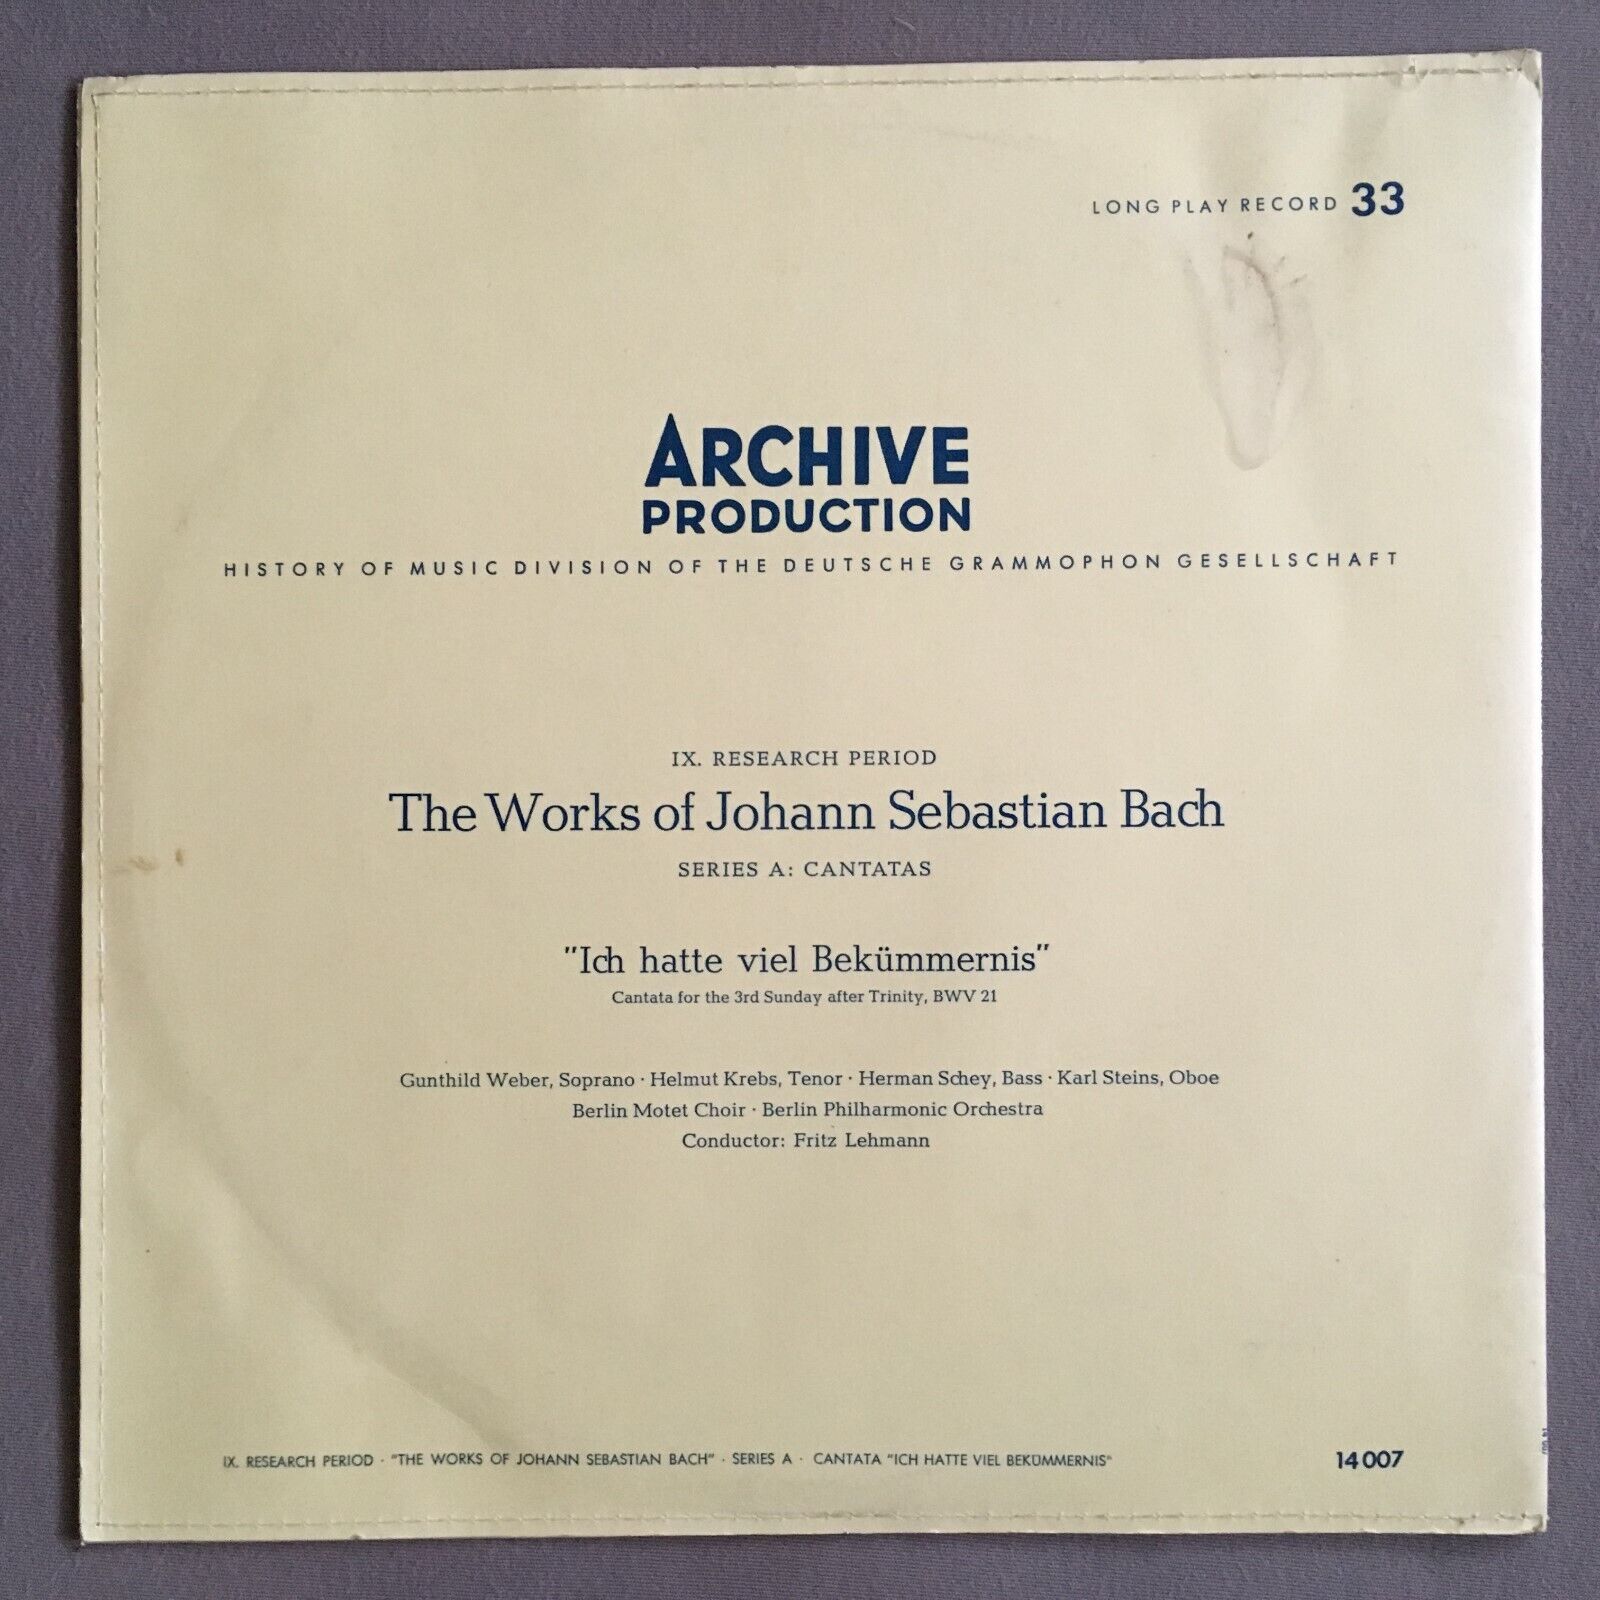 LONG PLAY RECORD 33
ARCHIVE
PRODUCTION
HISTORY OF MUSIC DIVISION OF THE DEUTSCHE GRAMMOPHON GESELLSCHAFT
IX. RESEARCH PERIOD
The Works of Johann Sebastian Bach
SERIES A: CANTATAS
"Ich hatte viel Bekümmernis"
Cantata for the 3rd Sunday after Trinity, BWV 21
Gunthild Weber, Soprano · Helmut Krebs, Tenor · Herman Schey, Bass · Karl Steins, Oboe
Berlin Motet Choir · Berlin Philharmonic Orchestra
Conductor: Fritz Lehmann
IX. RESEARCH PERIOD · "THE WORKS OF JOHANN SEBASTIAN BACH" · SERIES A · CANTATA "ICH HATTE VIEL BEKÜMMERNIS" 14 007